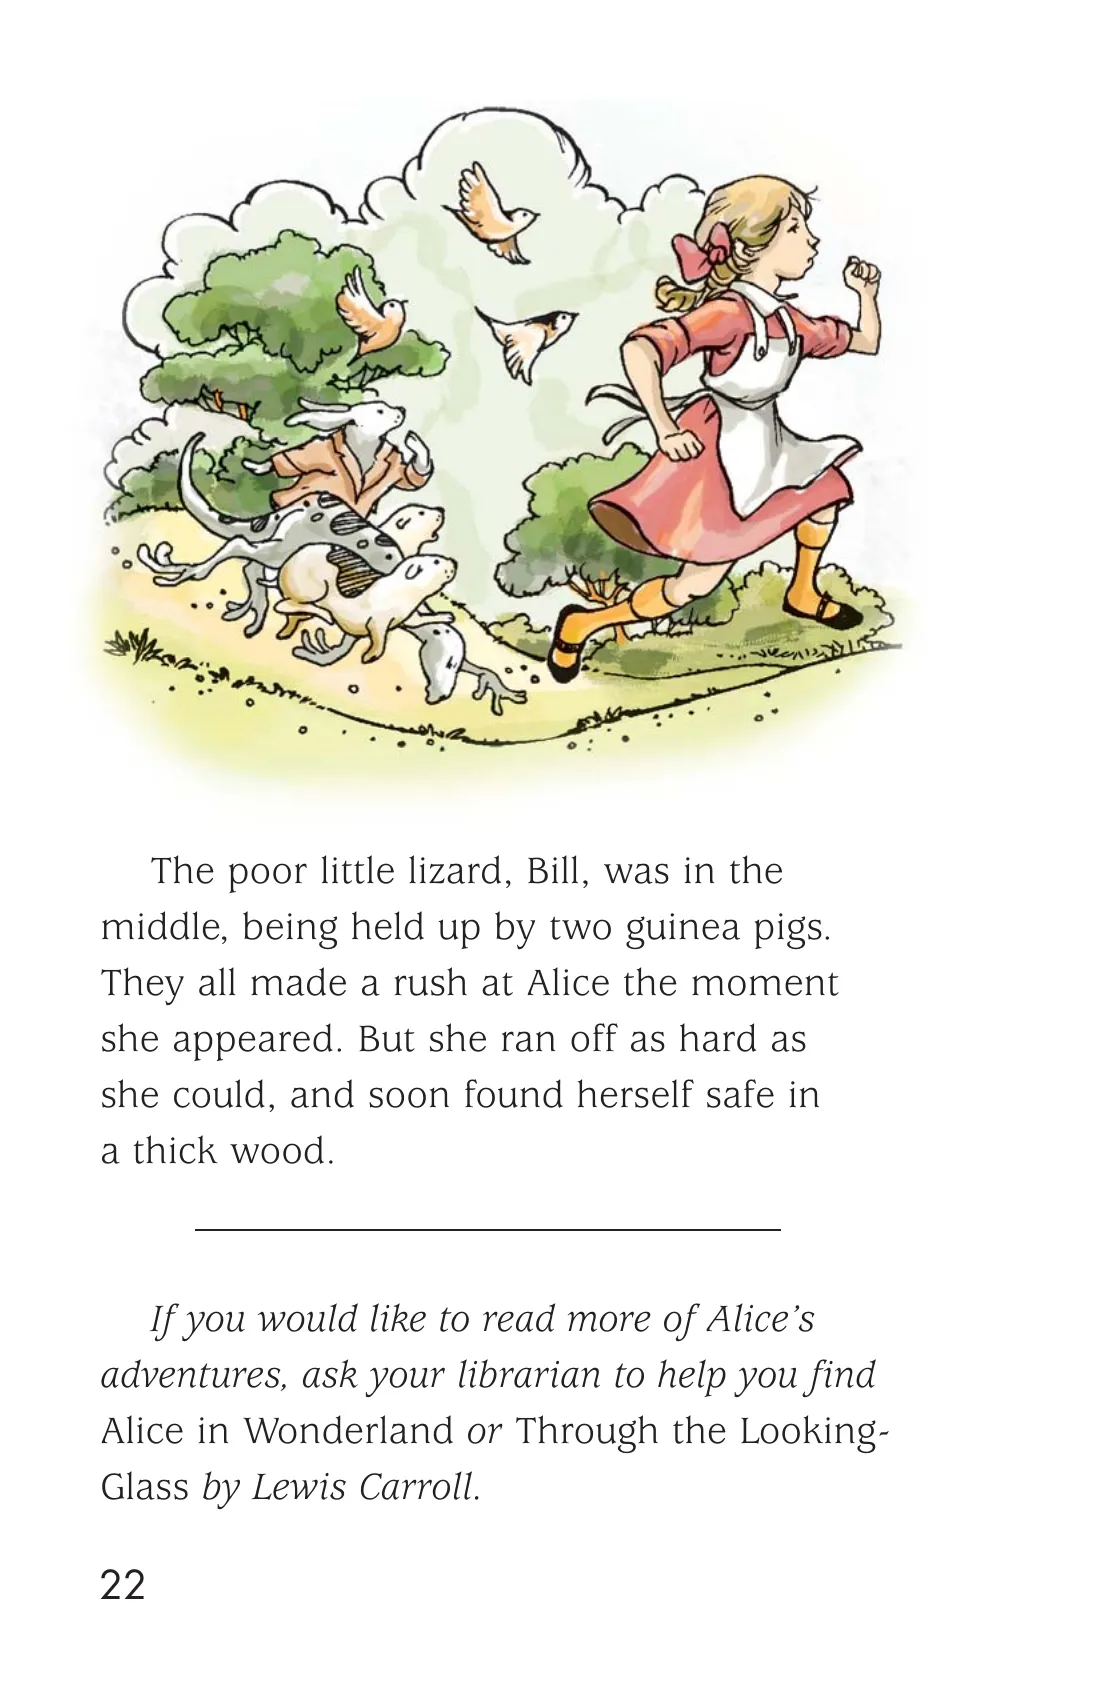 The poor little lizard, Bill, was in the
middle, being held up by two guinea pigs.
They all made a rush at Alice the moment
she appeared. But she ran off as hard as
she could, and soon found herself safe in
a thick wood.
If you would like to read more of Alice’s
adventures, ask your librarian to help you find
Alice in Wonderland or Through the Looking-
Glass by Lewis Carroll.
22